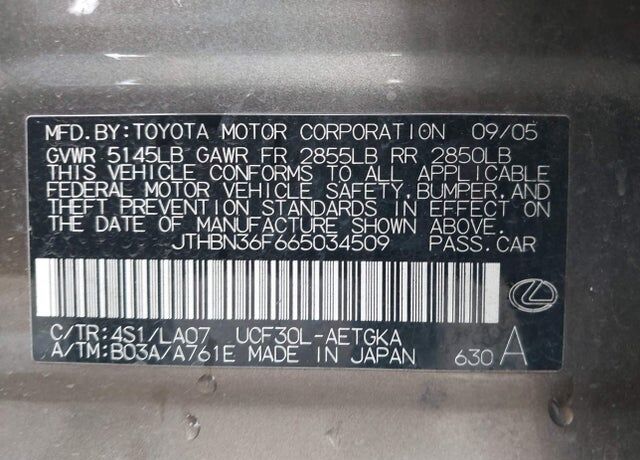 MFD.BY:TOYOTA MOTOR CORPORATION 09/05
GVWR 5145LB GAWR FR 2855LB RR 2850LB
THIS VEHICLE CONFORMS TO ALL APPLICABLE
FEDERAL MOTOR VEHICLE SAFETY, BUMPER, AND
THEFT PREVENTION STANDARDS IN EFFECT ON
THE DATE OF MANUFACTURE SHOWN ABOVE.
JTHBN36F665034509 PASS.CAR
C/TR:4S1/LA07 UCF30L-AETGKA
A/TM:B03A/A761E MADE IN JAPAN 630 A